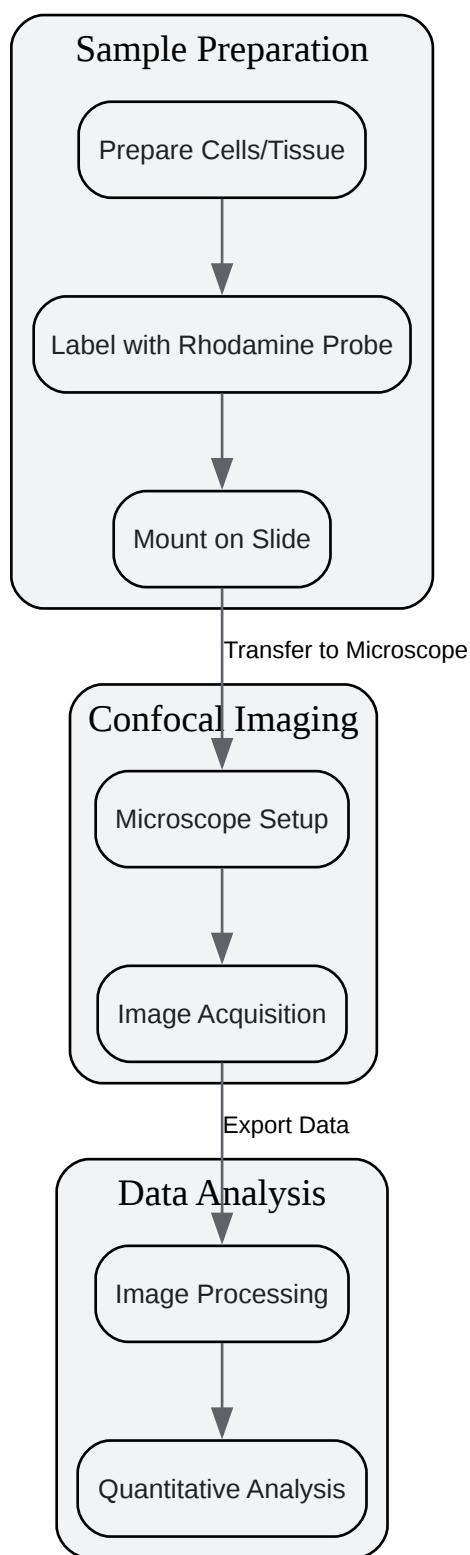 Sample Preparation
Prepare Cells/Tissue
Label with Rhodamine Probe
Mount on Slide
Transfer to Microscope
Confocal Imaging
Microscope Setup
Image Acquisition
Export Data
Data Analysis
Image Processing
Quantitative Analysis